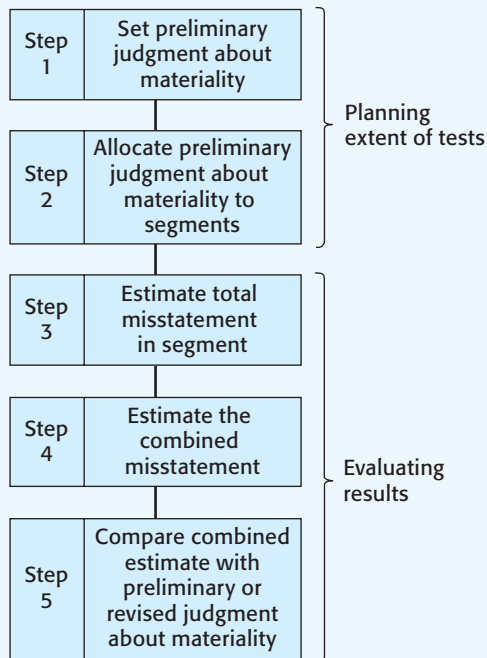 Step
1
Set preliminary
judgment about
materiality
Planning
extent of tests
Step
2
Allocate preliminary
judgment about
materiality to
segments
Step
3
Estimate total
misstatement
in segment
Step
4
Estimate the
combined
misstatement
Evaluating
results
Step
5
Compare combined
estimate with
preliminary or
revised judgment
about materiality